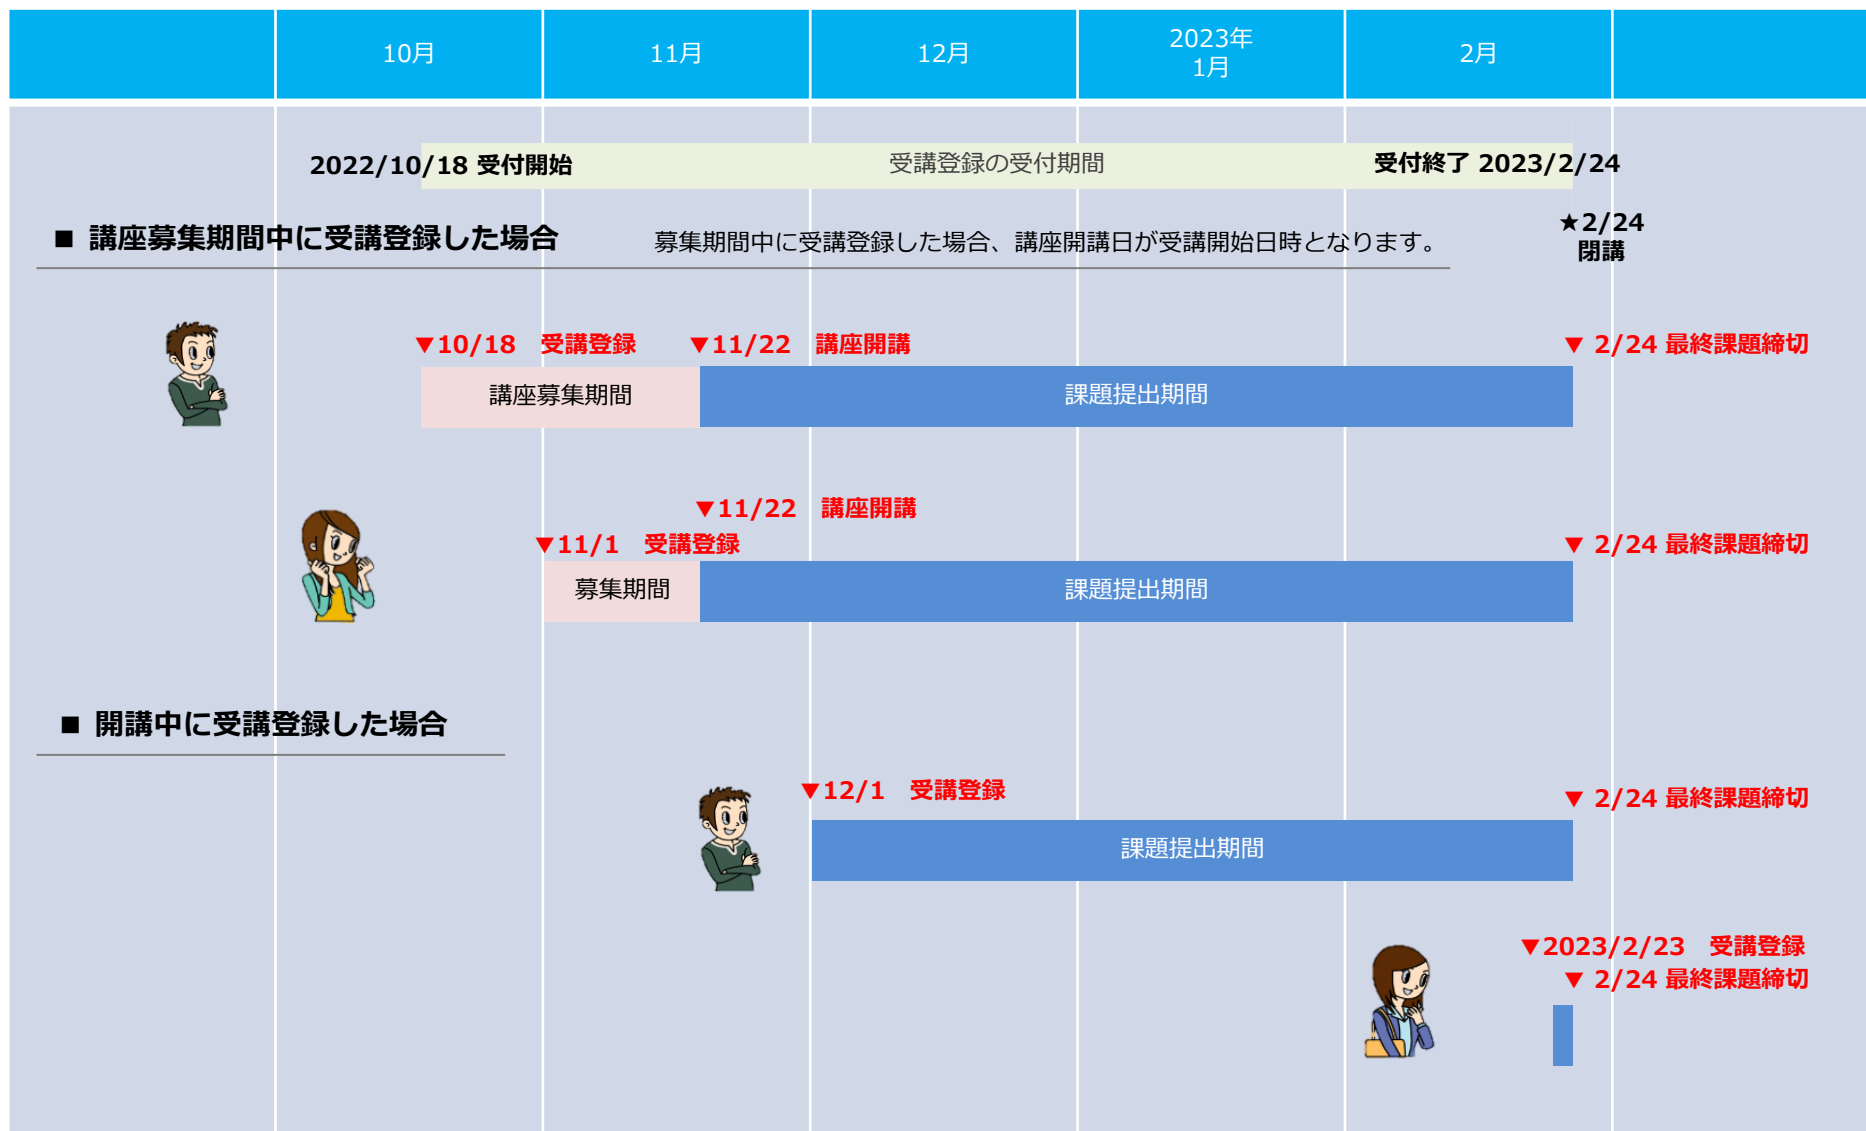 10月
11月
12月
2023年
1月
2月
2022/10/18 受付開始
受講登録の受付期間
受付終了 2023/2/24
■ 講座募集期間中に受講登録した場合
募集期間中に受講登録した場合、講座開講日が受講開始日時となります。
★2/24
閉講
▼10/18 受講登録
▼11/22 講座開講
▼ 2/24 最終課題締切
講座募集期間
課題提出期間
▼11/22 講座開講
▼11/1 受講登録
▼ 2/24 最終課題締切
募集期間
課題提出期間
■ 開講中に受講登録した場合
▼12/1 受講登録
▼ 2/24 最終課題締切
課題提出期間
▼2023/2/23 受講登録
▼ 2/24 最終課題締切